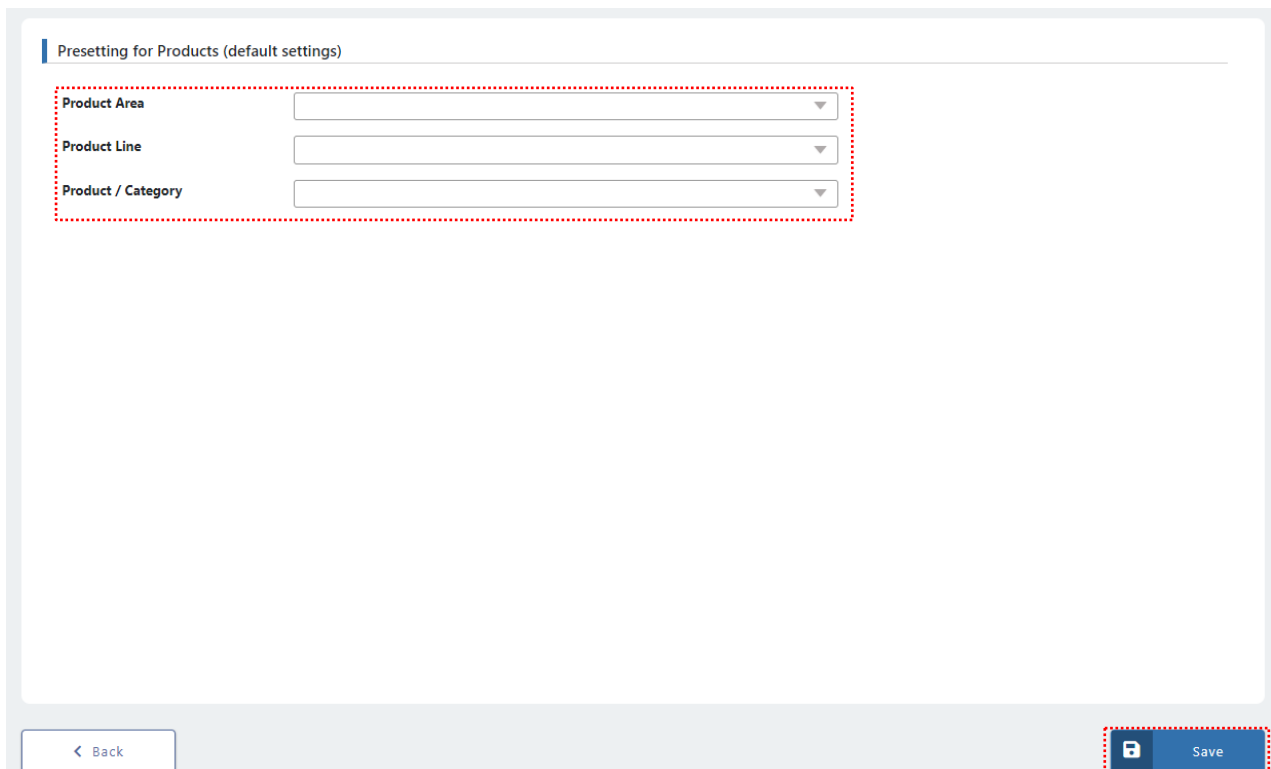 Presetting for Products (default settings)
Product Area
Product Line
Product / Category
Back
Save